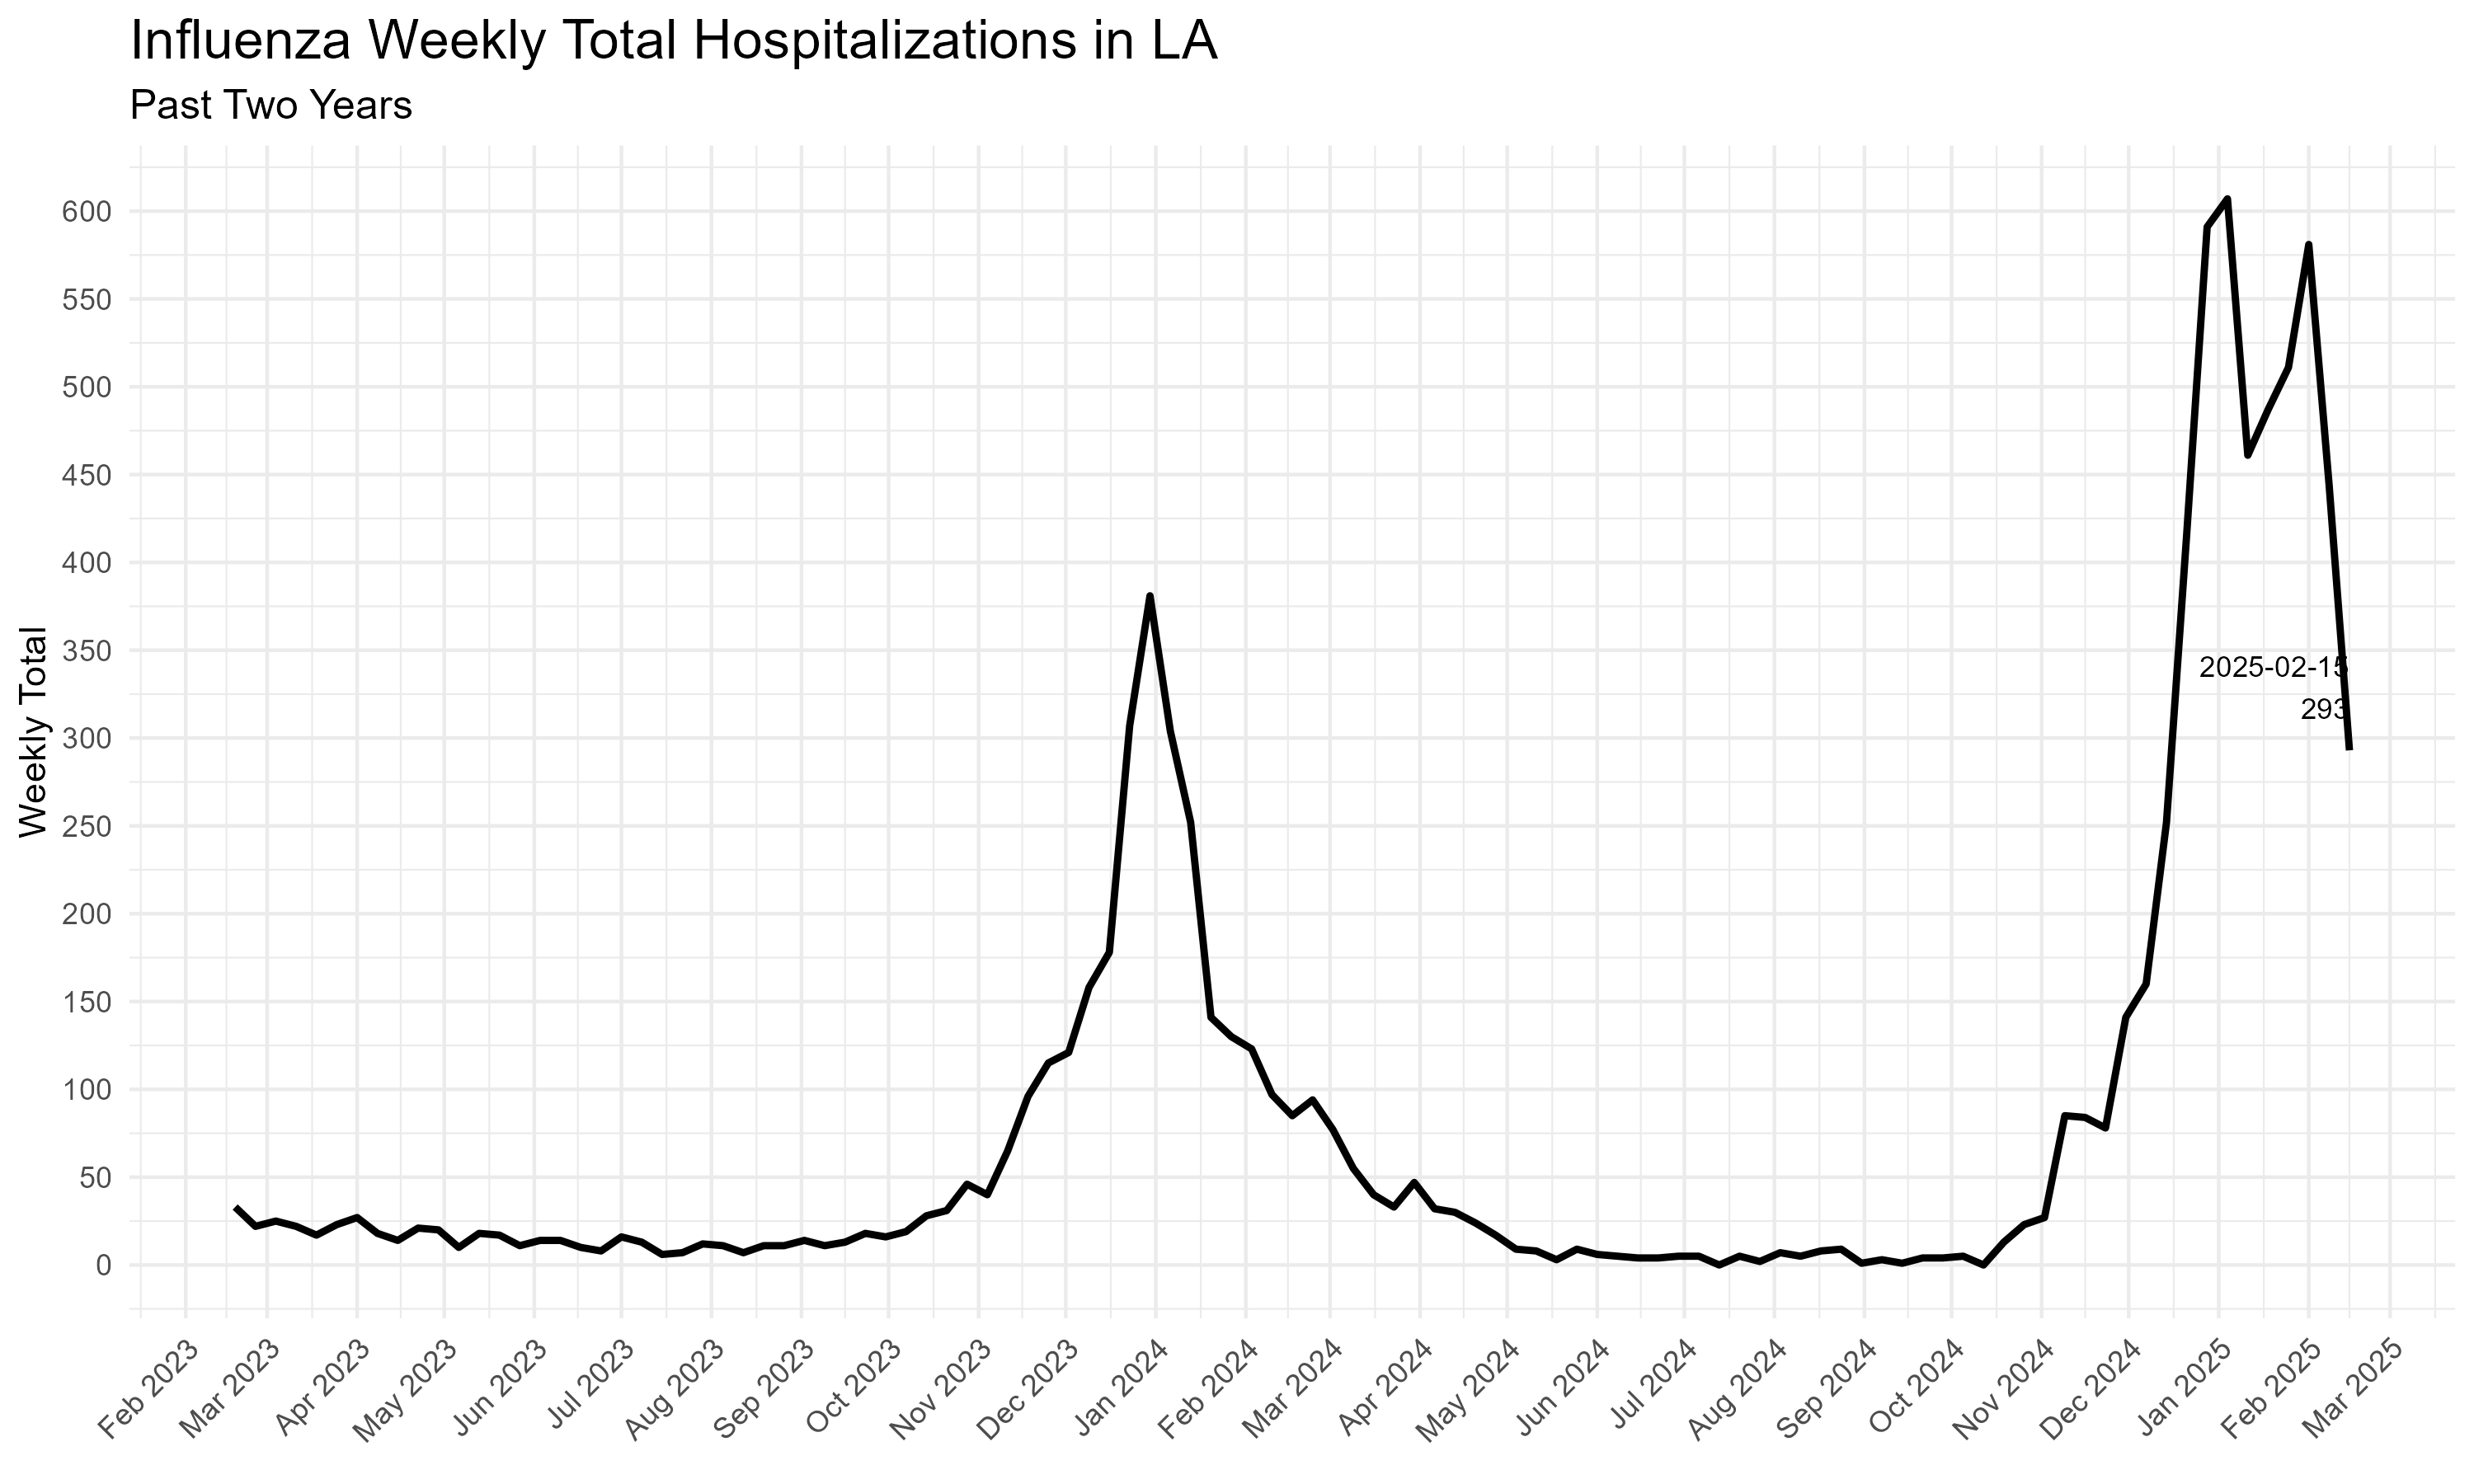 Influenza Weekly Total Hospitalizations in LA
Past Two Years
Weekly Total
600
550
500
450
400
350
300
250
200
150
100
50
0
2025-02-15
293
Feb 2023
Mar 2023
Apr 2023
May 2023
Jun 2023
Jul 2023
Aug 2023
Sep 2023
Oct 2023
Nov 2023
Dec 2023
Jan 2024
Feb 2024
Mar 2024
Apr 2024
May 2024
Jun 2024
Jul 2024
Aug 2024
Sep 2024
Oct 2024
Nov 2024
Dec 2024
Jan 2025
Feb 2025
Mar 2025